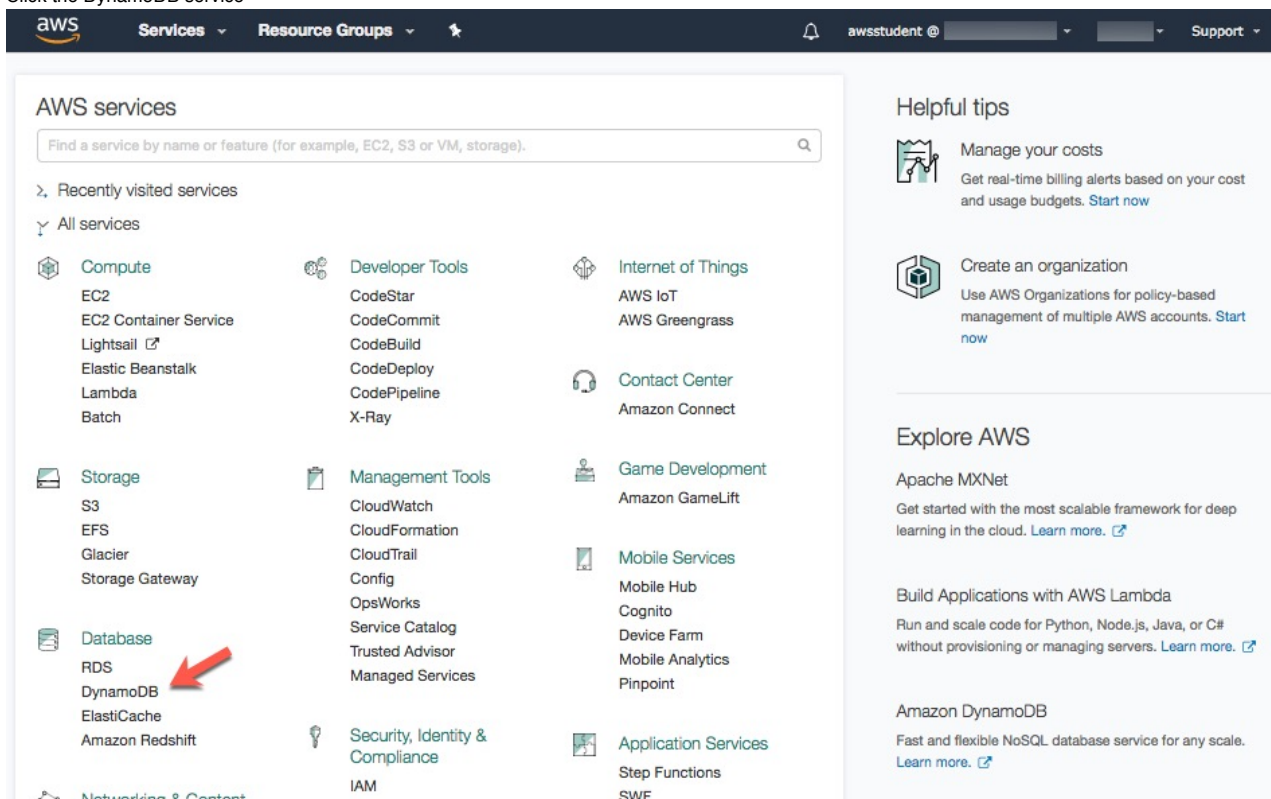 Click the DynamoDB service
aws
Services
Resource Groups
awsstudent @
Support
AWS services
Find a service by name or feature (for example, EC2, S3 or VM, storage).
Recently visited services
All services
Compute
EC2
EC2 Container Service
Lightsail
Elastic Beanstalk
Lambda
Batch
Storage
S3
EFS
Glacier
Storage Gateway
Database
RDS
DynamoDB
ElastiCache
Amazon Redshift
Networking & Content
Developer Tools
CodeStar
CodeCommit
CodeBuild
CodeDeploy
CodePipeline
X-Ray
Management Tools
CloudWatch
CloudFormation
CloudTrail
Config
OpsWorks
Service Catalog
Trusted Advisor
Managed Services
Security, Identity &
Compliance
IAM
Internet of Things
AWS IoT
AWS Greengrass
Contact Center
Amazon Connect
Game Development
Amazon GameLift
Mobile Services
Mobile Hub
Cognito
Device Farm
Mobile Analytics
Pinpoint
Application Services
Step Functions
SWF
Helpful tips
Manage your costs
Get real-time billing alerts based on your cost
and usage budgets. Start now
Create an organization
Use AWS Organizations for policy-based
management of multiple AWS accounts. Start
now
Explore AWS
Apache MXNet
Get started with the most scalable framework for deep
learning in the cloud. Learn more.
Build Applications with AWS Lambda
Run and scale code for Python, Node.js, Java, or C#
without provisioning or managing servers. Learn more.
Amazon DynamoDB
Fast and flexible NoSQL database service for any scale.
Learn more.